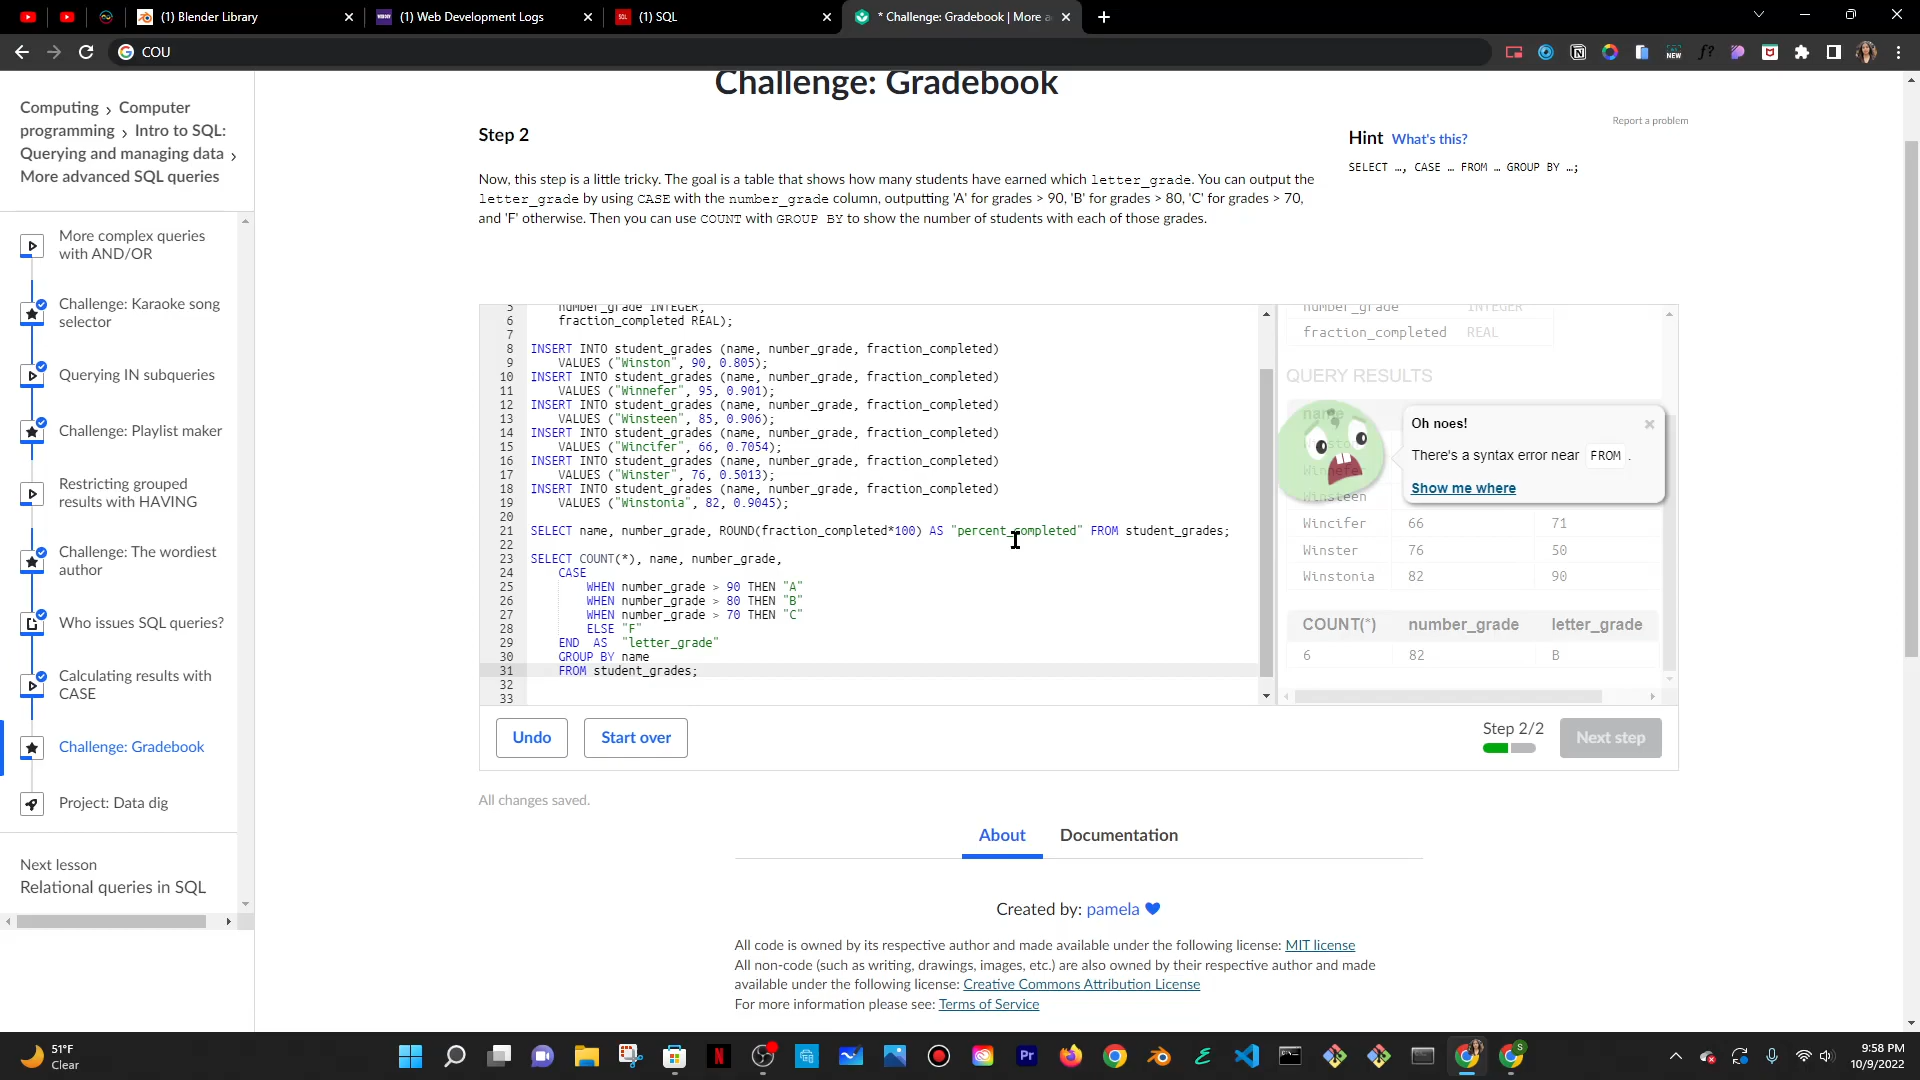 (1) Blender Library
(1) Web Development Logs
(1) SQL
* Challenge: Gradebook | More a
COU
Computing › Computer
programming › Intro to SQL:
Querying and managing data ›
More advanced SQL queries
More complex queries
with AND/OR
Challenge: Karaoke song
selector
Querying IN subqueries
Challenge: Playlist maker
Restricting grouped
results with HAVING
Challenge: The wordiest
author
Who issues SQL queries?
Calculating results with
CASE
Challenge: Gradebook
Project: Data dig
Next lesson
Relational queries in SQL
Challenge: Gradebook
Report a problem
Step 2
Now, this step is a little tricky. The goal is a table that shows how many students have earned which letter_grade. You can output the
letter_grade by using CASE with the number_grade column, outputting 'A' for grades > 90, 'B' for grades > 80, 'C' for grades > 70,
and 'F' otherwise. Then you can use COUNT with GROUP BY to show the number of students with each of those grades.
Hint What's this?
SELECT …, CASE … FROM … GROUP BY …;
5 number_grade INTEGER,
6 fraction_completed REAL);
7
8 INSERT INTO student_grades (name, number_grade, fraction_completed)
9 VALUES ("Winston", 90, 0.805);
10 INSERT INTO student_grades (name, number_grade, fraction_completed)
11 VALUES ("Winnefer", 95, 0.901);
12 INSERT INTO student_grades (name, number_grade, fraction_completed)
13 VALUES ("Winsteen", 85, 0.906);
14 INSERT INTO student_grades (name, number_grade, fraction_completed)
15 VALUES ("Wincifer", 66, 0.7054);
16 INSERT INTO student_grades (name, number_grade, fraction_completed)
17 VALUES ("Winster", 76, 0.5013);
18 INSERT INTO student_grades (name, number_grade, fraction_completed)
19 VALUES ("Winstonia", 82, 0.9045);
20
21 SELECT name, number_grade, ROUND(fraction_completed*100) AS "percent_completed" FROM student_grades;
22
23 SELECT COUNT(*), name, number_grade,
24 CASE
25 WHEN number_grade > 90 THEN "A"
26 WHEN number_grade > 80 THEN "B"
27 WHEN number_grade > 70 THEN "C"
28 ELSE "F"
29 END AS "letter_grade"
30 GROUP BY name
31 FROM student_grades;
32
33
number_grade INTEGER
fraction_completed REAL
QUERY RESULTS
name
Oh noes!
There's a syntax error near FROM .
Show me where
Winsteen
Wincifer 66 71
Winster 76 50
Winstonia 82 90
COUNT(*) number_grade letter_grade
6 82 B
Undo
Start over
Step 2/2
Next step
All changes saved.
About
Documentation
Created by: pamela
All code is owned by its respective author and made available under the following license: MIT license
All non-code (such as writing, drawings, images, etc.) are also owned by their respective author and made
available under the following license: Creative Commons Attribution License
For more information please see: Terms of Service
51°F
Clear
9:58 PM
10/9/2022